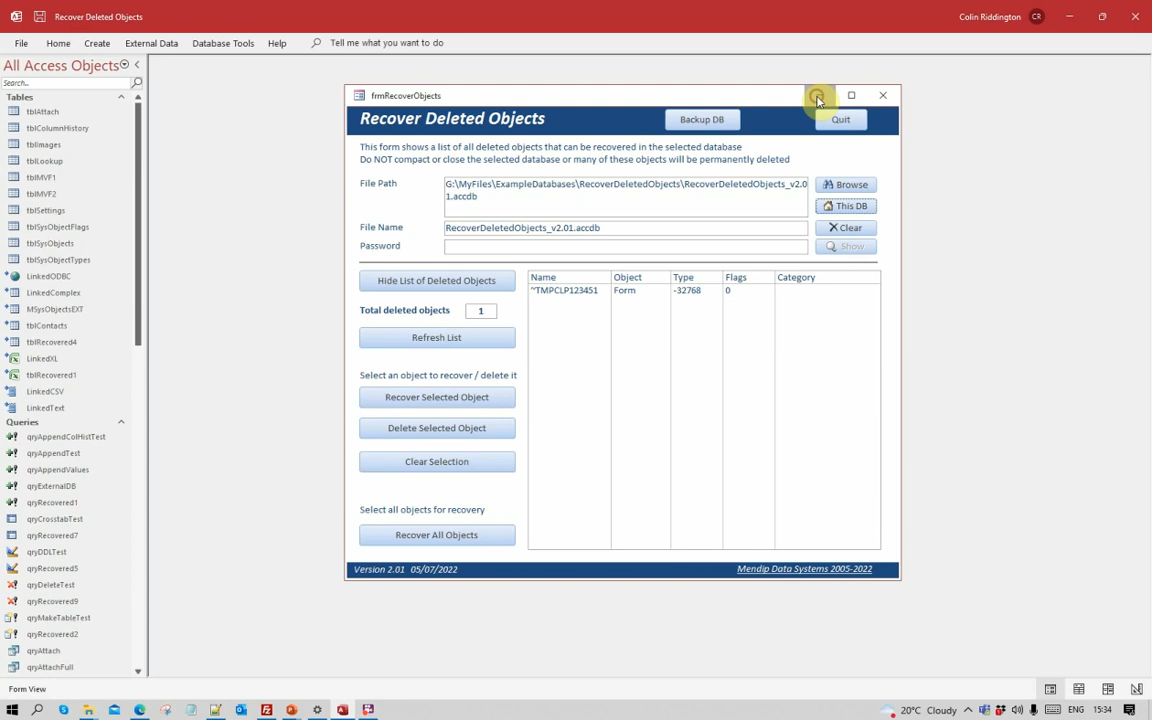 Recover Deleted Objects
Colin Riddington
CR
File
Home
Create
External Data
Database Tools
Help
Tell me what you want to do
All Access Objects
Search...
Tables
tblAttach
tblColumnHistory
tblImages
tblLookup
tblMVF1
tblMVF2
tblSettings
tblSysObjectFlags
tblSysObjects
tblSysObjectTypes
LinkedODBC
LinkedComplex
MSysObjectsEXT
tblContacts
tblRecovered4
LinkedXL
tblRecovered1
LinkedCSV
LinkedText
Queries
qryAppendColHistTest
qryAppendTest
qryAppendValues
qryExternalDB
qryRecovered1
qryCrosstabTest
qryRecovered7
qryDDLTest
qryRecovered5
qryDeleteTest
qryRecovered9
qryMakeTableTest
qryRecovered2
qryAttach
qryAttachFull
frmRecoverObjects
Recover Deleted Objects
Backup DB
Quit
This form shows a list of all deleted objects that can be recovered in the selected database
Do NOT compact or close the selected database or many of these objects will be permanently deleted
File Path
G:\MyFiles\ExampleDatabases\RecoverDeletedObjects\RecoverDeletedObjects_v2.0
1.accdb
Browse
This DB
File Name
RecoverDeletedObjects_v2.01.accdb
Clear
Password
Show
Hide List of Deleted Objects
Total deleted objects 1
Refresh List
Select an object to recover / delete it
Recover Selected Object
Delete Selected Object
Clear Selection
Select all objects for recovery
Recover All Objects
Name Object Type Flags Category
~TMPCLP123451 Form -32768 0
Version 2.01 05/07/2022
Mendip Data Systems 2005-2022
Form View
20°C Cloudy
ENG
15:34